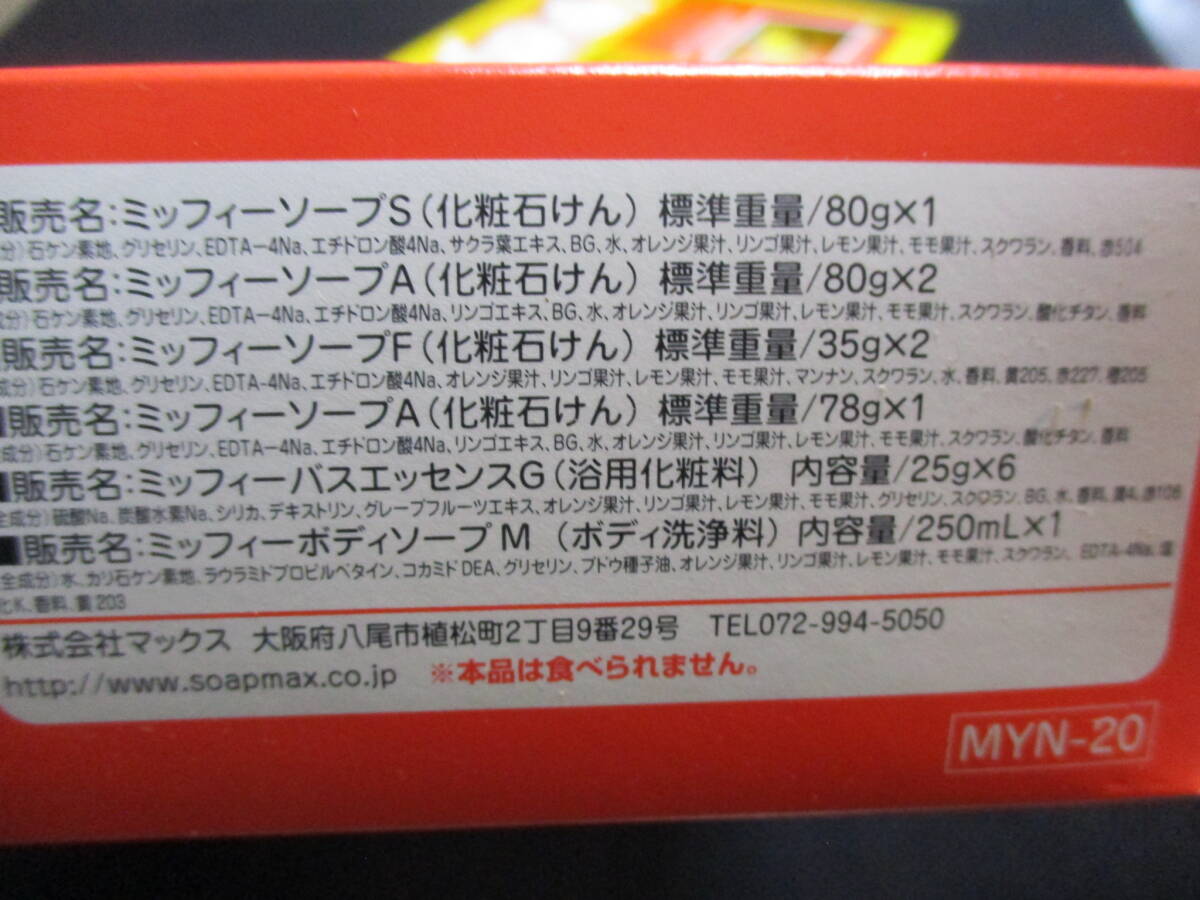 販売名:ミッフィーソープS(化粧石けん) 標準重量/80g×1
分)石ケン素地、グリセリン、EDTA-4Na、エチドロン酸4Na、サクラ葉エキス、BG、水、オレンジ果汁、リンゴ果汁、レモン果汁、モモ果汁、スクワラン、香料、赤504
販売名:ミッフィーソープA(化粧石けん) 標準重量/80g×2
成分)石ケン素地、グリセリン、EDTA-4Na、エチドロン酸4Na、リンゴエキス、BG、水、オレンジ果汁、リンゴ果汁、レモン果汁、モモ果汁、スクワラン、酸化チタン、香料
販売名:ミッフィーソープF(化粧石けん) 標準重量/35g×2
成分)石ケン素地、グリセリン、EDTA-4Na、エチドロン酸4Na、オレンジ果汁、リンゴ果汁、レモン果汁、モモ果汁、マンナン、スクワラン、水、香料、黄205、赤227、橙205
■販売名:ミッフィーソープA(化粧石けん) 標準重量/78g×1
全成分)石ケン素地、グリセリン、EDTA-4Na、エチドロン酸4Na、リンゴエキス、BG、水、オレンジ果汁、リンゴ果汁、レモン果汁、モモ果汁、スクワラン、酸化チタン、香料
■販売名:ミッフィーバスエッセンスG(浴用化粧料) 内容量/25g×6
全成分)硫酸Na、炭酸水素Na、シリカ、デキストリン、グレープフルーツエキス、オレンジ果汁、リンゴ果汁、レモン果汁、モモ果汁、グリセリン、スクワラン、BG、水、香料、黄4、赤106
■販売名:ミッフィーボディソープM (ボディ洗浄料) 内容量/250mL×1
全成分)水、カリ石ケン素地、ラウラミドプロピルベタイン、コカミドDEA、グリセリン、ブドウ種子油、オレンジ果汁、リンゴ果汁、レモン果汁、モモ果汁、スクワラン、EDTA-4Na、塩
化K、香料、黄203
株式会社マックス 大阪府八尾市植松町2丁目9番29号 TEL072-994-5050
http://www.soapmax.co.jp ※本品は食べられません。
MYN-20